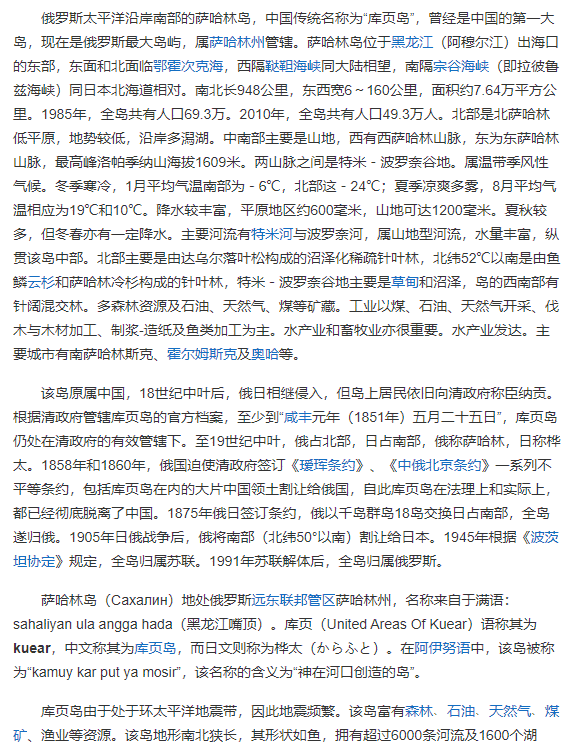 俄罗斯太平洋沿岸南部的萨哈林岛，中国传统名称为“库页岛”，曾经是中国的第一大
岛，现在是俄罗斯最大岛屿，属萨哈林州管辖。萨哈林岛位于黑龙江（阿穆尔江）出海口
的东部，东面和北面临鄂霍次克海，西隔鞑靼海峡同大陆相望，南隔宗谷海峡（即拉彼鲁
兹海峡）同日本北海道相对。南北长948公里，东西宽6～160公里，面积约7.64万平方公
里。1985年，全岛共有人口69.3万。2010年，全岛共有人口49.3万人。北部是北萨哈林
低平原，地势较低，沿岸多潟湖。中南部主要是山地，西有西萨哈林山脉，东为东萨哈林
山脉，最高峰洛帕季纳山海拔1609米。两山脉之间是特米－波罗奈谷地。属温带季风性
气候。冬季寒冷，1月平均气温南部为－6℃，北部这－24℃；夏季凉爽多雾，8月平均气
温相应为19℃和10℃。降水较丰富，平原地区约600毫米，山地可达1200毫米。夏秋较
多，但冬春亦有一定降水。主要河流有特米河与波罗奈河，属山地型河流，水量丰富，纵
贯该岛中部。北部主要是由达乌尔落叶松构成的沼泽化稀疏针叶林，北纬52℃以南是由鱼
鳞云杉和萨哈林冷杉构成的针叶林，特米－波罗奈谷地主要是草甸和沼泽，岛的西南部有
针阔混交林。多森林资源及石油、天然气、煤等矿藏。工业以煤、石油、天然气开采、伐
木与木材加工、制浆-造纸及鱼类加工为主。水产业和畜牧业亦很重要。水产业发达。主
要城市有南萨哈林斯克、霍尔姆斯克及奥哈等。
该岛原属中国，18世纪中叶后，俄日相继侵入，但岛上居民依旧向清政府称臣纳贡。
根据清政府管辖库页岛的官方档案，至少到“咸丰元年（1851年）五月二十五日”，库页岛
仍处在清政府的有效管辖下。至19世纪中叶，俄占北部，日占南部，俄称萨哈林，日称桦
太。1858年和1860年，俄国迫使清政府签订《瑷珲条约》、《中俄北京条约》一系列不
平等条约，包括库页岛在内的大片中国领土割让给俄国，自此库页岛在法理上和实际上，
都已经彻底脱离了中国。1875年俄日签订条约，俄以千岛群岛18岛交换日占南部，全岛
遂归俄。1905年日俄战争后，俄将南部（北纬50°以南）割让给日本。1945年根据《波茨
坦协定》规定，全岛归属苏联。1991年苏联解体后，全岛归属俄罗斯。
萨哈林岛（Сахалин）地处俄罗斯远东联邦管区萨哈林州，名称来自于满语：
sahaliyan ula angga hada（黑龙江嘴顶）。库页（United Areas Of Kuear）语称其为
kuear，中文称其为库页岛，而日文则称为桦太（からふと）。在阿伊努语中，该岛被称
为“kamuy kar put ya mosir”，该名称的含义为“神在河口创造的岛”。
库页岛由于处于环太平洋地震带，因此地震频繁。该岛富有森林、石油、天然气、煤
矿、渔业等资源。该岛地形南北狭长，其形状如鱼，拥有超过6000条河流及1600个湖